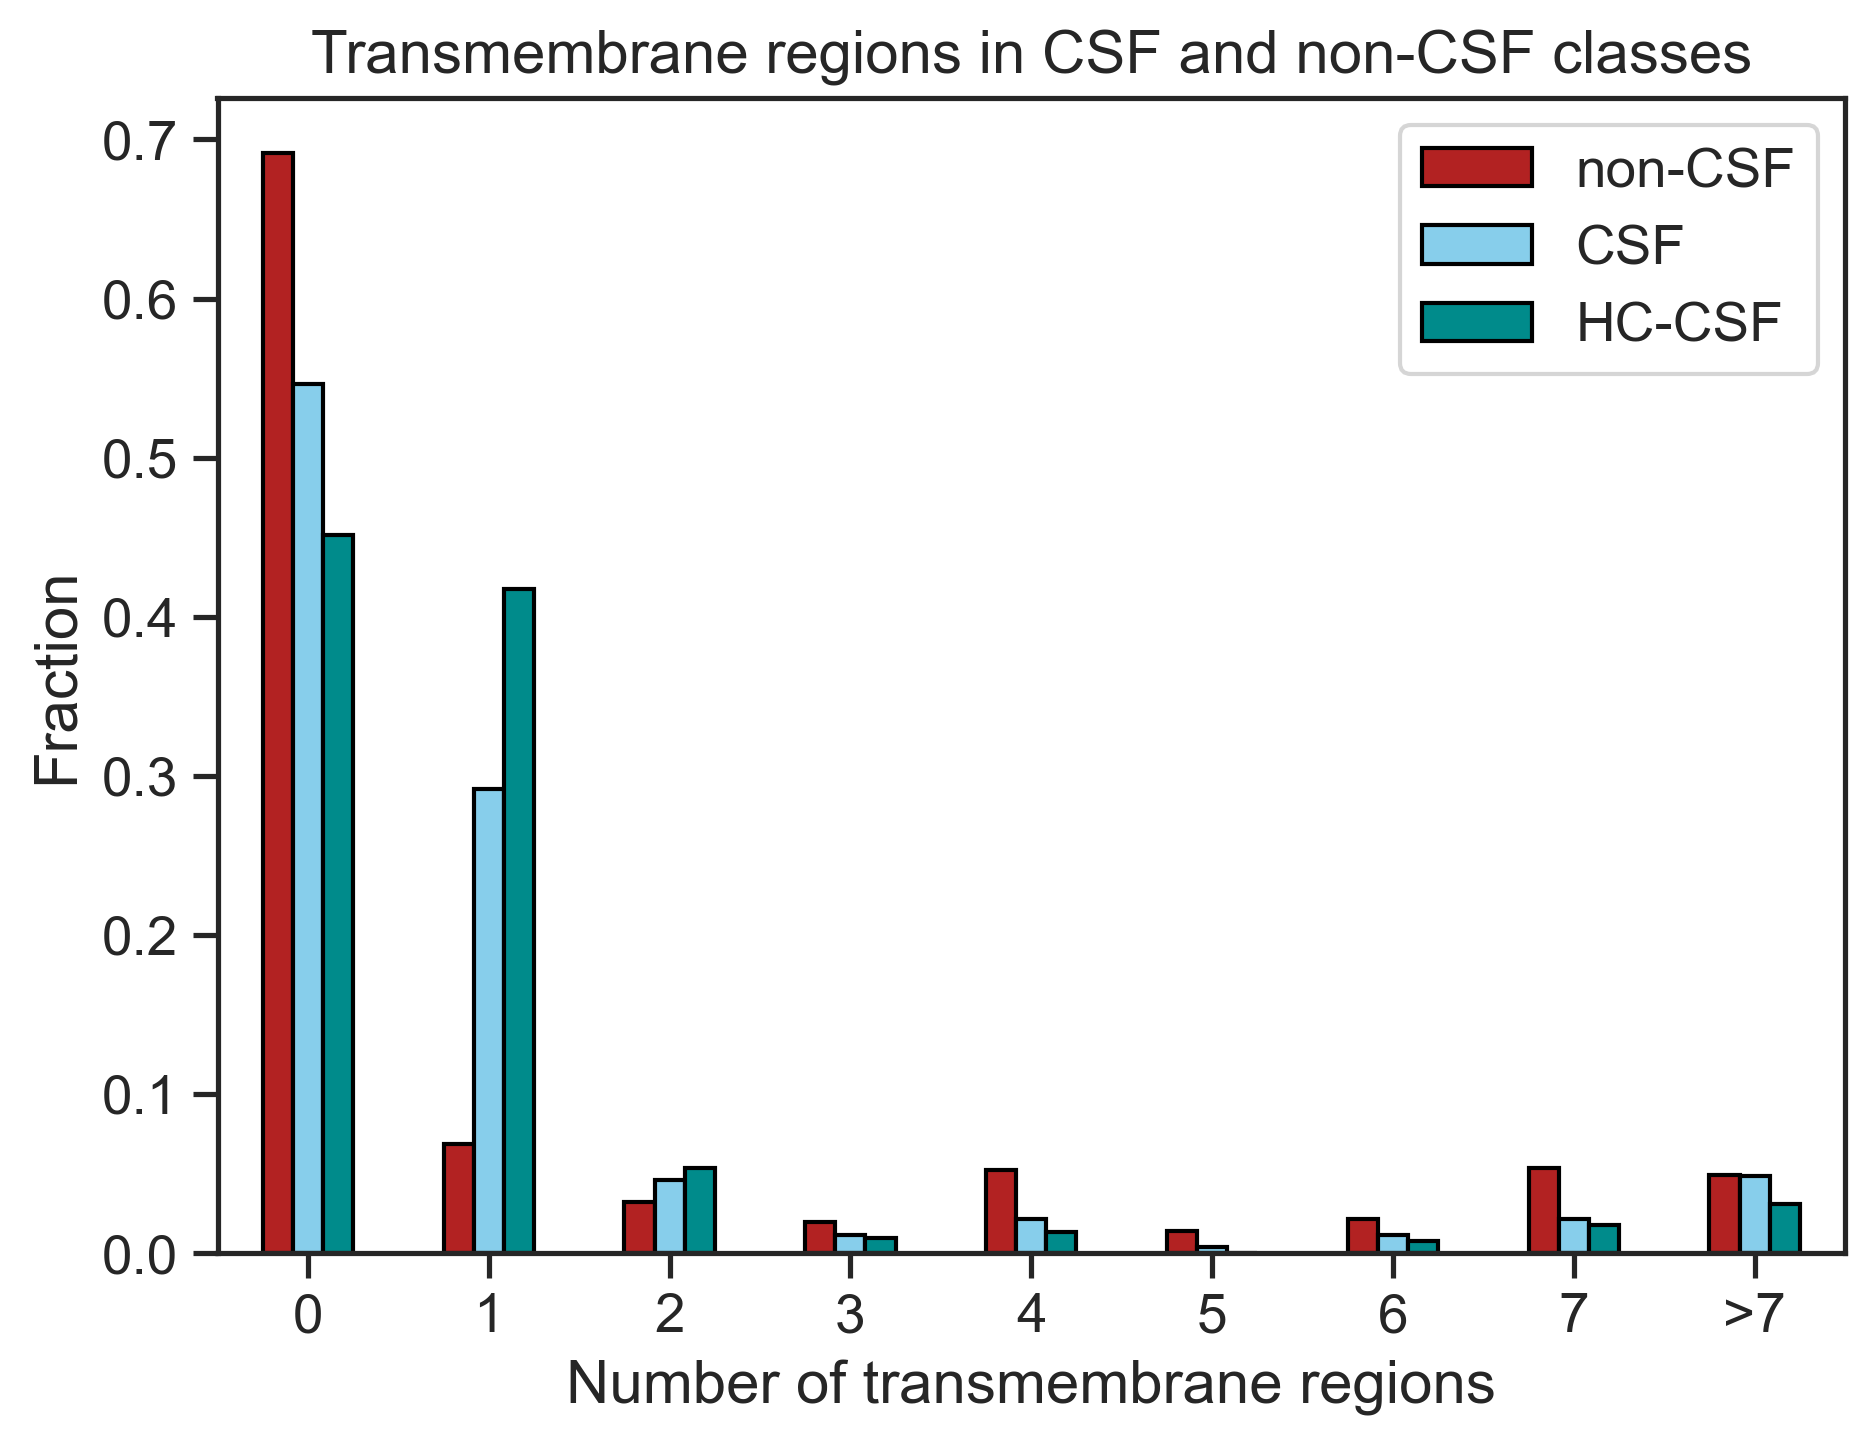 Transmembrane regions in CSF and non-CSF classes
non-CSF
CSF
HC-CSF
Fraction
0.7
0.6
0.5
0.4
0.3
0.2
0.1
0.0
0 1 2 3 4 5 6 7 >7
Number of transmembrane regions